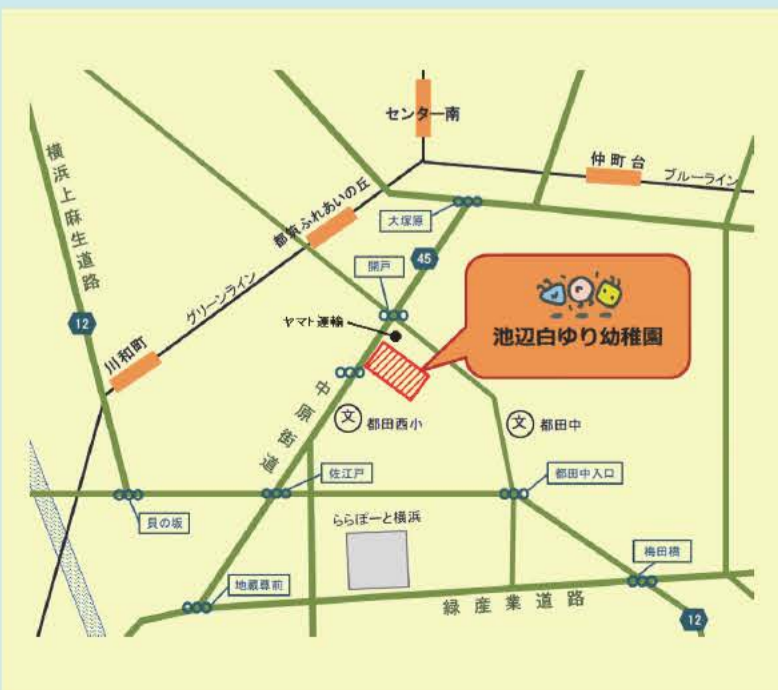 センター南
仲町台
ブルーライン
都筑ふれあいの丘
大塚原
横浜上麻生道路
45
開戸
グリーンライン
ヤマト運輸
12
池辺白ゆり幼稚園
川和町
中原街道
文
都田西小
文
都田中
佐江戸
都田中入口
貝の坂
ららぽーと横浜
梅田橋
地蔵尊前
緑産業道路
12